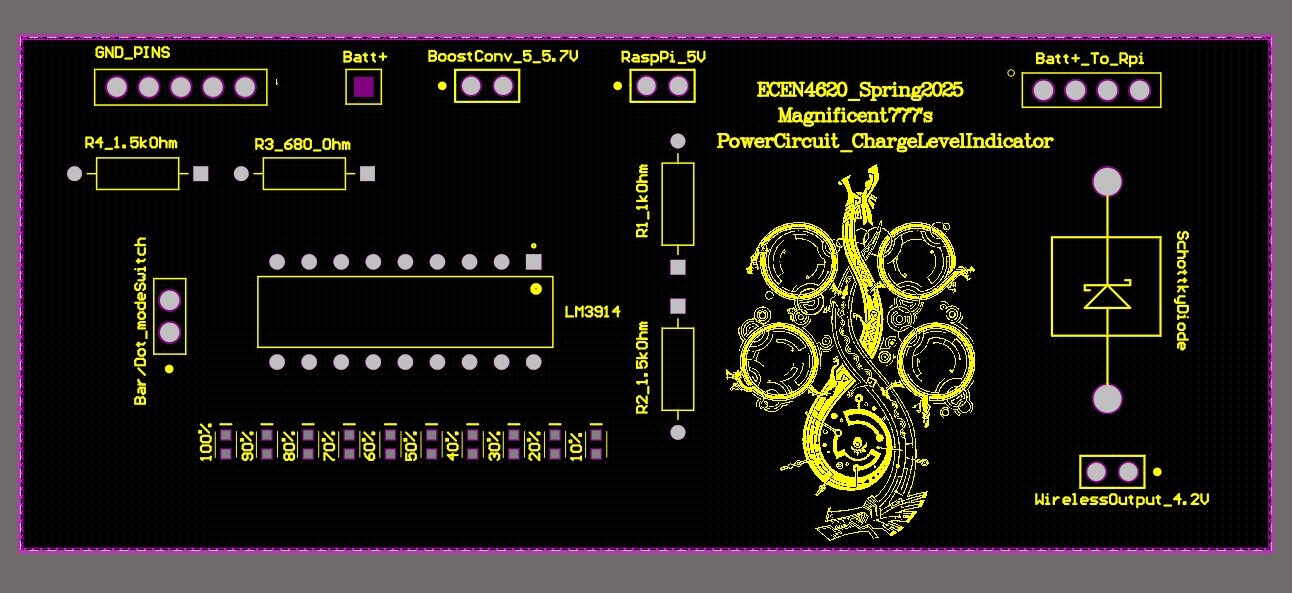 GND_PINS
Batt+
BoostConv_5_5.7V
RaspPi_5V
Batt+_To_Rpi
ECEN4620_Spring2025
Magnificent777's
PowerCircuit_ChargeLevelIndicator
R4_1.5kOhm
R3_680_Ohm
R1_1kOhm
Bar/Dot_modeSwitch
LM3914
SchottkyDiode
R2_1.5kOhm
100%
90%
80%
70%
60%
50%
40%
30%
20%
10%
WirelessOutput_4.2V